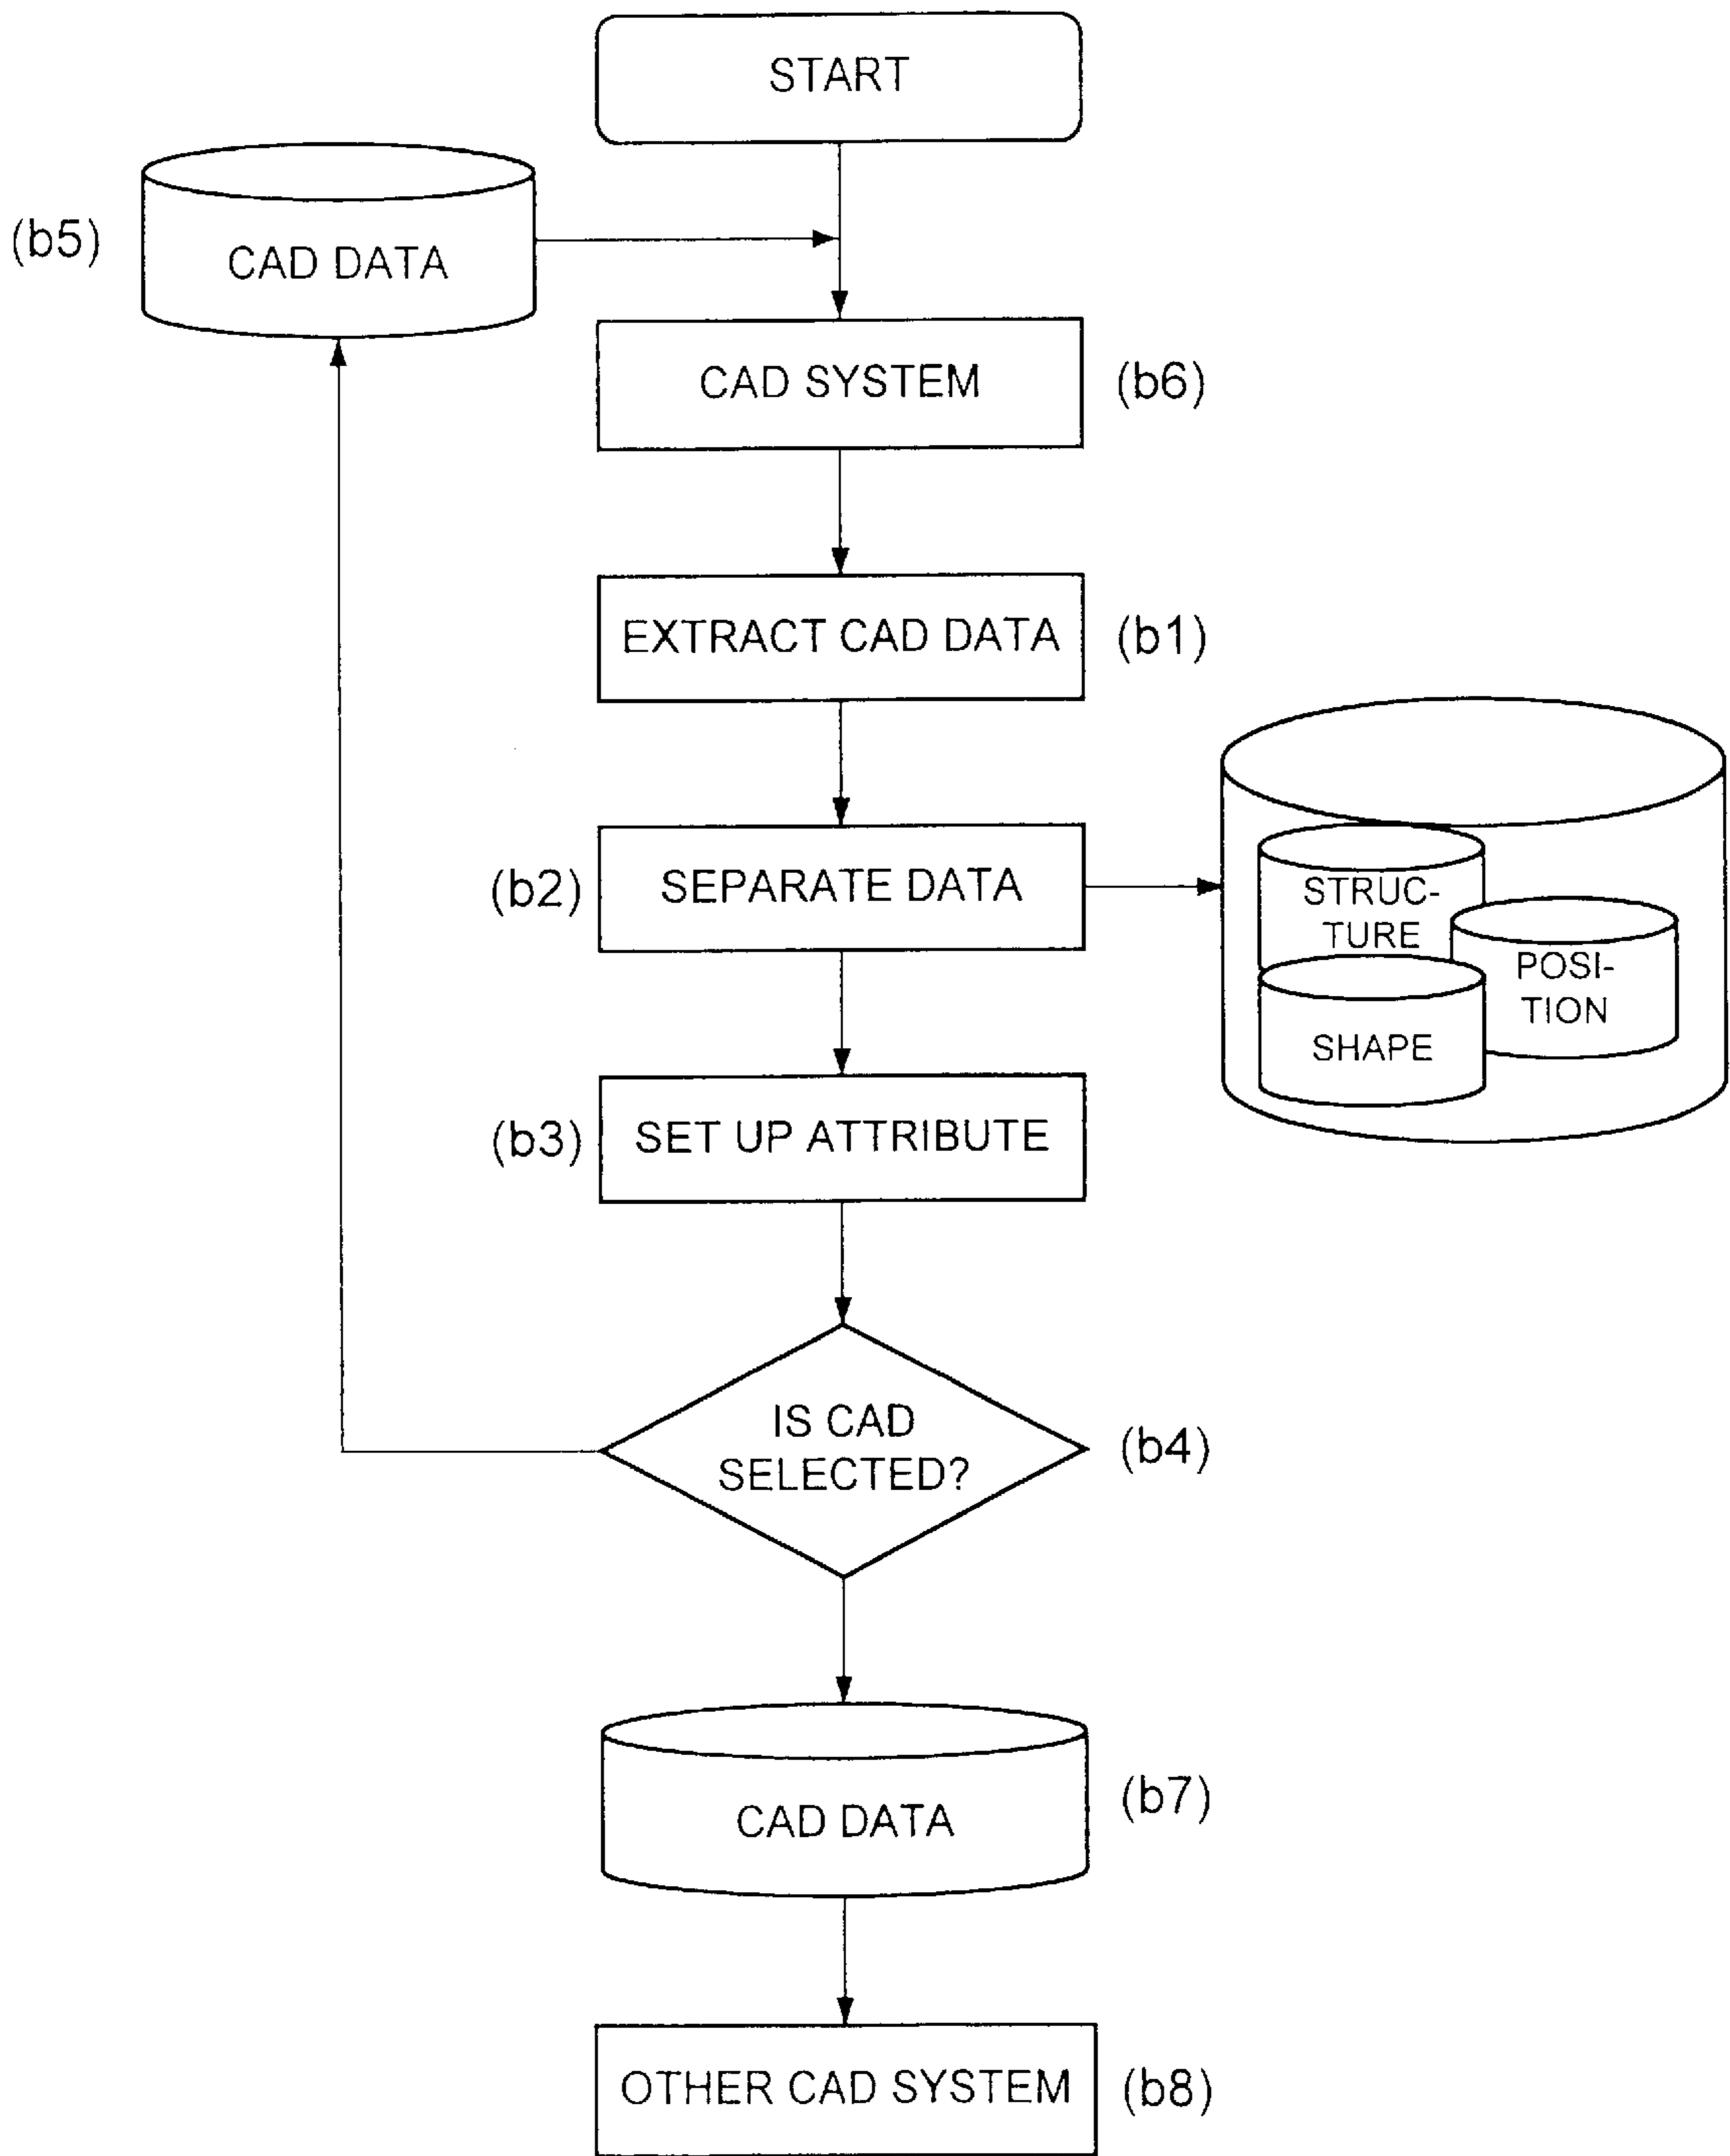 START
(b5)
CAD DATA
CAD SYSTEM
(b6)
EXTRACT CAD DATA
(b1)
(b2)
SEPARATE DATA
STRUC-
TURE
POSI-
TION
SHAPE
(b3)
SET UP ATTRIBUTE
IS CAD
SELECTED?
(b4)
CAD DATA
(b7)
OTHER CAD SYSTEM
(b8)